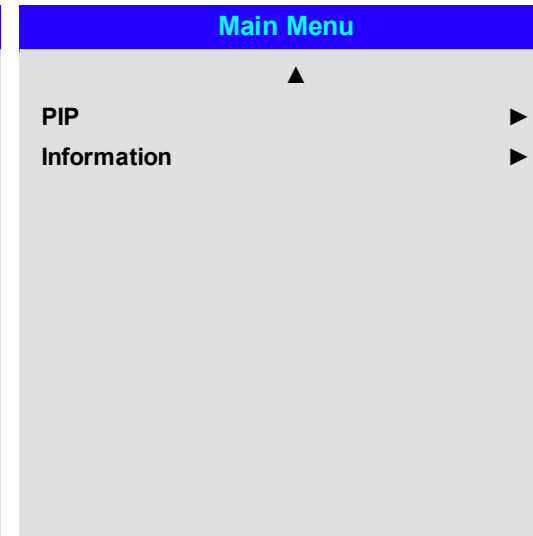 Main Menu
▲
PIP ►
Information ►